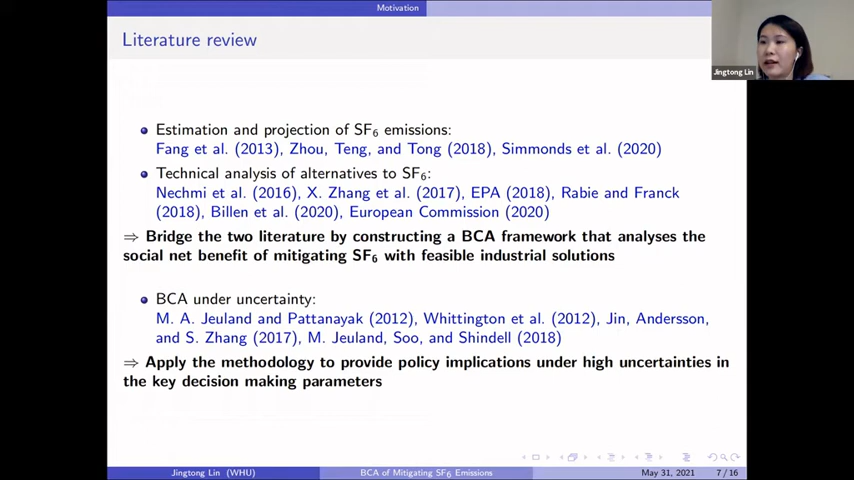 Motivation
Literature review
Jingtong Lin
Estimation and projection of SF₆ emissions:
Fang et al. (2013), Zhou, Teng, and Tong (2018), Simmonds et al. (2020)
Technical analysis of alternatives to SF₆:
Nechmi et al. (2016), X. Zhang et al. (2017), EPA (2018), Rabie and Franck
(2018), Billen et al. (2020), European Commission (2020)
⇒ Bridge the two literature by constructing a BCA framework that analyses the
social net benefit of mitigating SF₆ with feasible industrial solutions
BCA under uncertainty:
M. A. Jeuland and Pattanayak (2012), Whittington et al. (2012), Jin, Andersson,
and S. Zhang (2017), M. Jeuland, Soo, and Shindell (2018)
⇒ Apply the methodology to provide policy implications under high uncertainties in
the key decision making parameters
Jingtong Lin (WHU) BCA of Mitigating SF₆ Emissions May 31, 2021 7 / 16